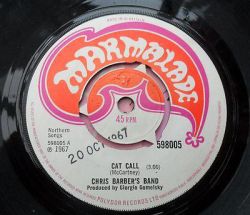 MARMALADE
45
RPM
Northern
Songs
598005 A
℗ 1967
598005
20 OCT 1967
CAT CALL (3.00)
(McCartney)
CHRIS BARBER'S BAND
Produced by Giorgio Gomelsky